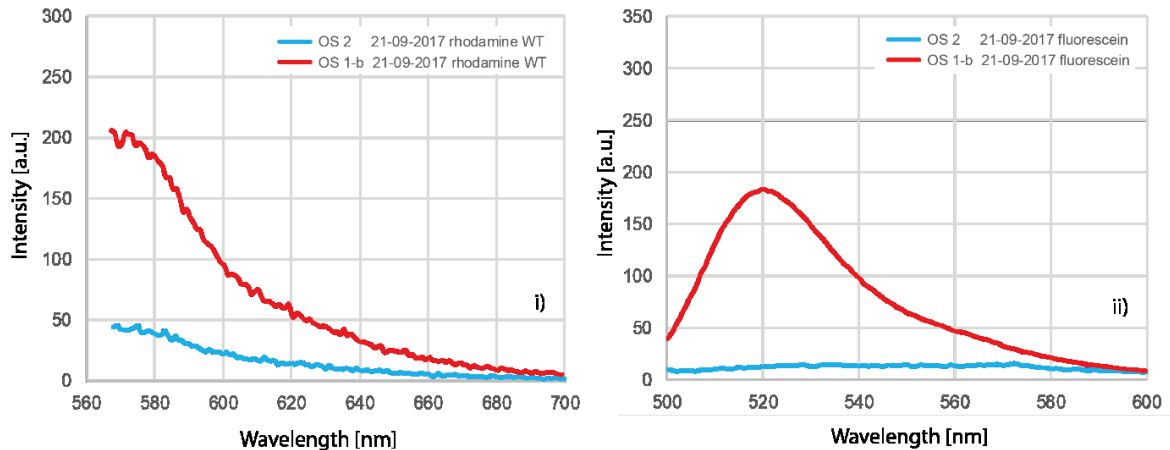 300
250
200
150
100
50
0
Intensity [a.u.]
OS 2 21-09-2017 rhodamine WT
OS 1-b 21-09-2017 rhodamine WT
i)
560 580 600 620 640 660 680 700
Wavelength [nm]
350
300
250
200
150
100
50
0
Intensity [a.u.]
OS 2 21-09-2017 fluorescein
OS 1-b 21-09-2017 fluorescein
ii)
500 520 540 560 580 600
Wavelength [nm]